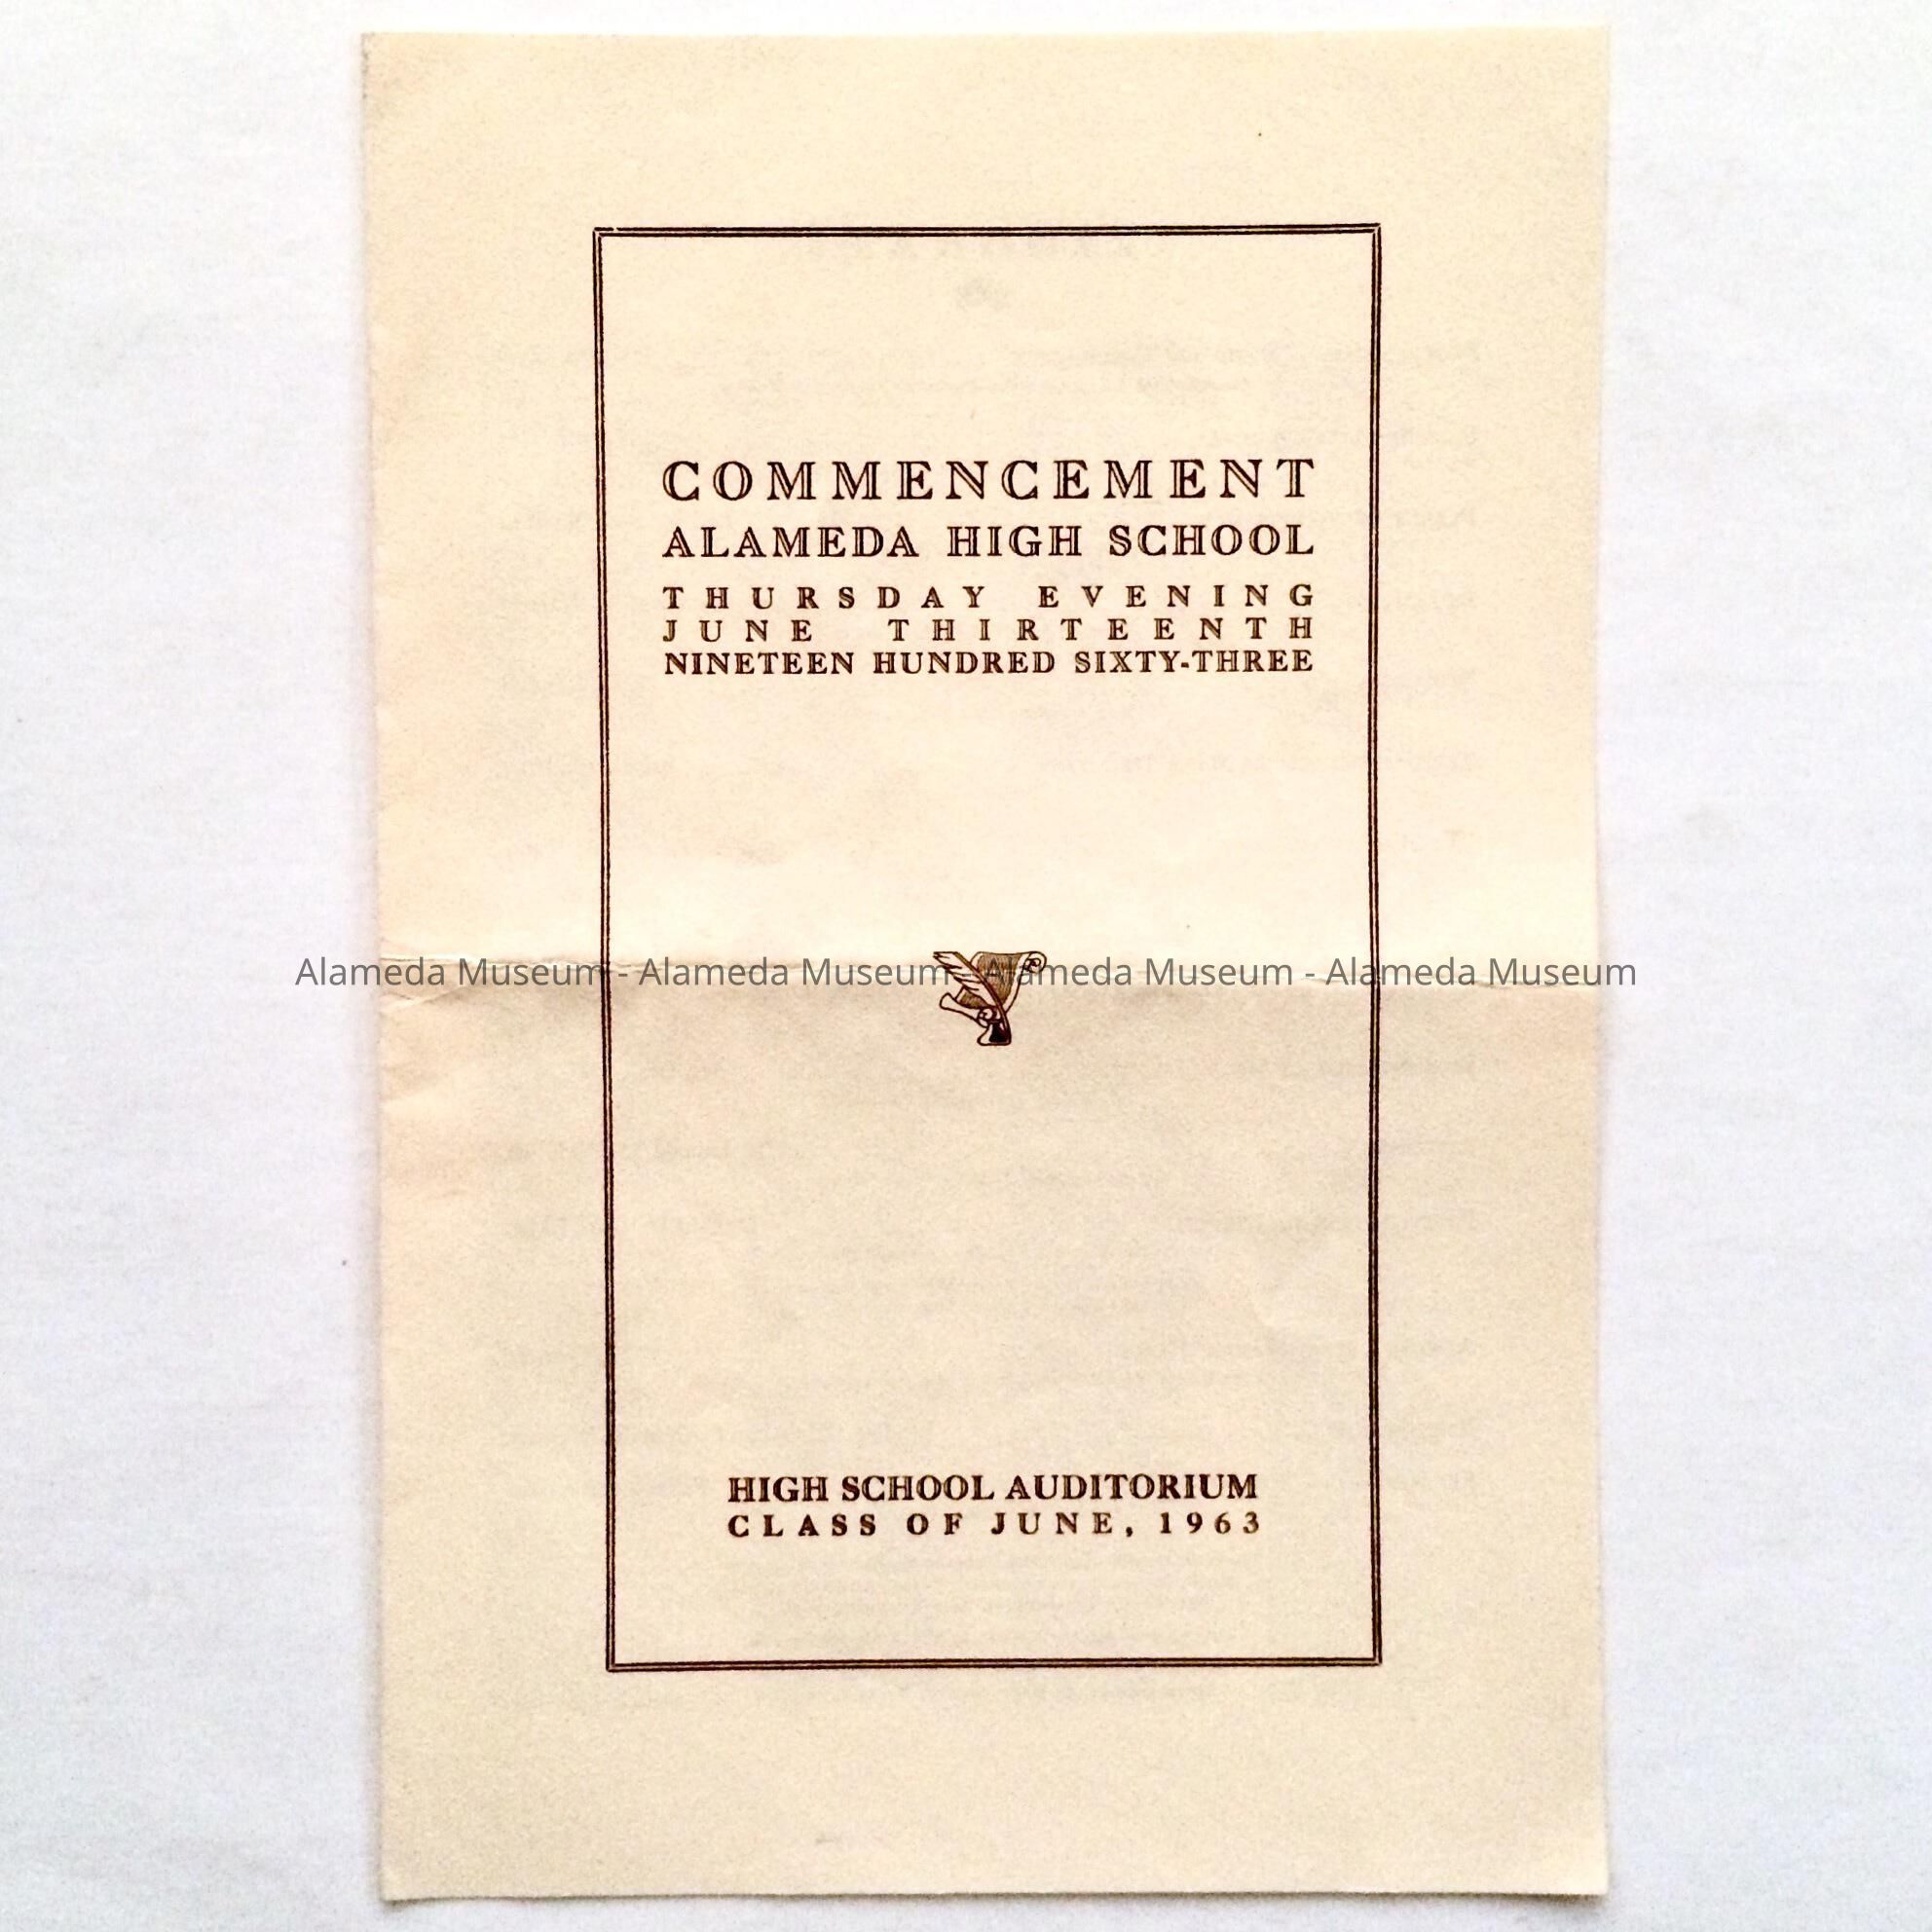 COMMENCEMENT
ALAMEDA HIGH SCHOOL
THURSDAY EVENING
JUNE THIRTEENTH
NINETEEN HUNDRED SIXTY-THREE
Alameda Museum - Alameda Museum - Alameda Museum - Alameda Museum
HIGH SCHOOL AUDITORIUM
CLASS OF JUNE, 1963